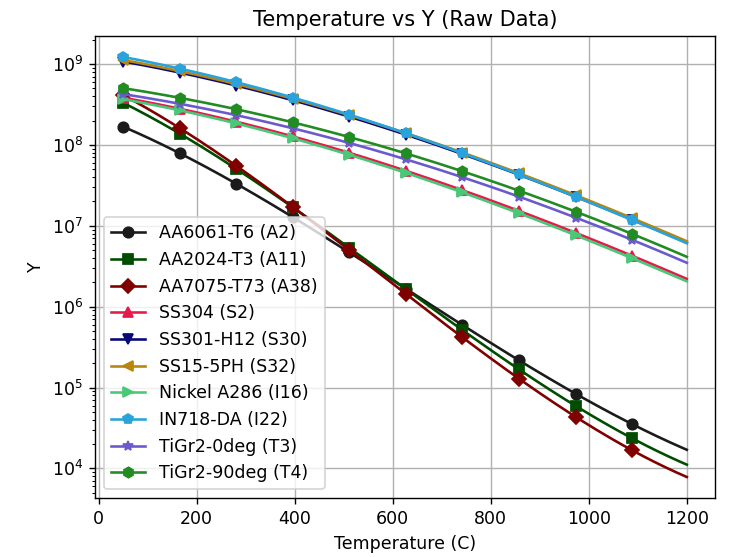 Temperature vs Y (Raw Data)
10⁹
10⁸
10⁷
10⁶
10⁵
10⁴
Y
AA6061-T6 (A2)
AA2024-T3 (A11)
AA7075-T73 (A38)
SS304 (S2)
SS301-H12 (S30)
SS15-5PH (S32)
Nickel A286 (I16)
IN718-DA (I22)
TiGr2-0deg (T3)
TiGr2-90deg (T4)
0 200 400 600 800 1000 1200
Temperature (C)